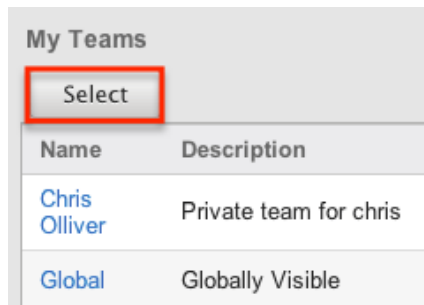 My Teams
Select
Name Description
Chris
Olliver Private team for chris
Global Globally Visible